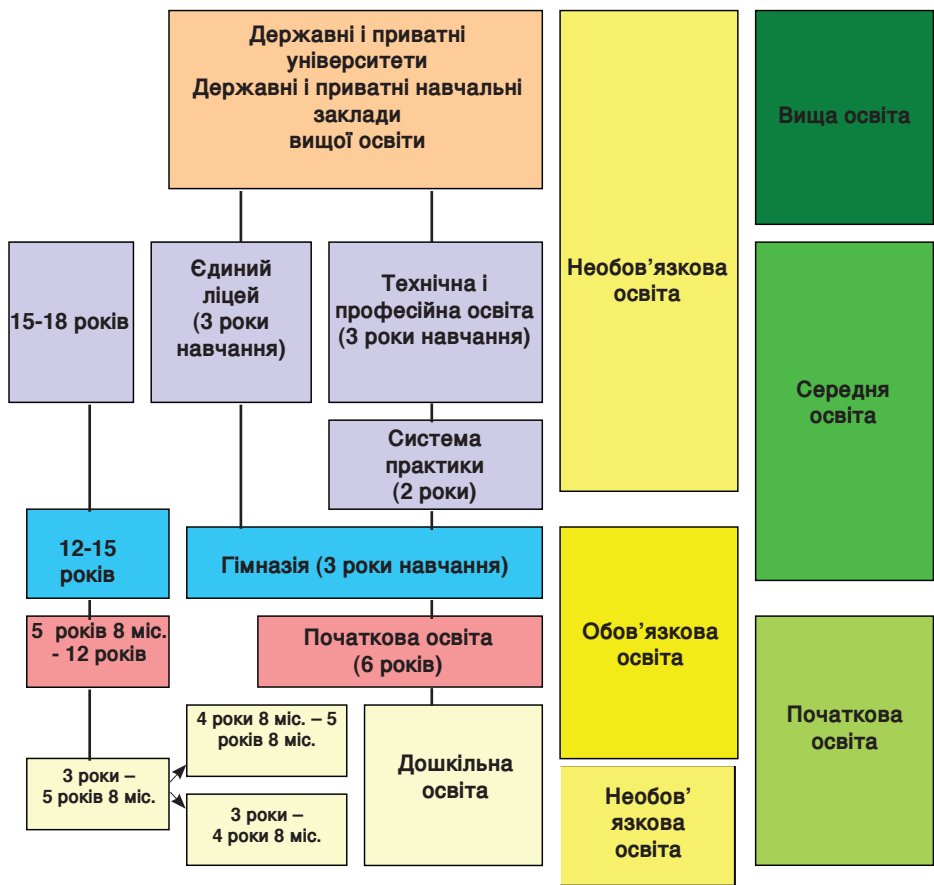 Державні і приватні
університети
Державні і приватні навчальні
заклади
вищої освіти
Вища освіта
15-18 років
Єдиний
ліцей
(3 роки
навчання)
Технічна і
професійна освіта
(3 роки навчання)
Необов’язкова
освіта
Середня
освіта
Система
практики
(2 роки)
12-15
років
Гімназія (3 роки навчання)
5 років 8 міс.
- 12 років
Початкова освіта
(6 років)
Обов’язкова
освіта
Початкова
освіта
3 роки –
5 років 8 міс.
4 роки 8 міс. – 5
років 8 міс.
3 роки –
4 роки 8 міс.
Дошкільна
освіта
Необов’
язкова
освіта